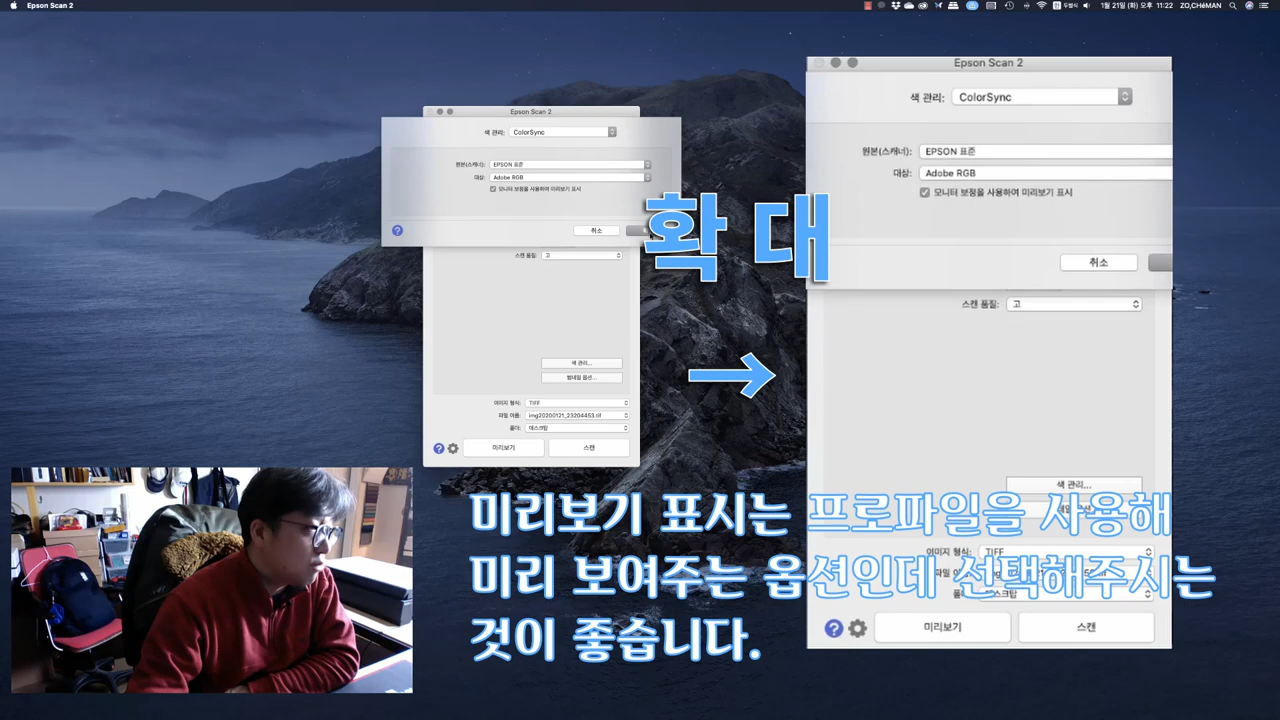 Epson Scan 2
두벌식
1월 21일 (화) 오후 11:22
ZO,CHéMAN
Epson Scan 2
색 관리: ColorSync
원본(스캐너): EPSON 표준
대상: Adobe RGB
모니터 보정을 사용하여 미리보기 표시
취소
스캔 품질: 고
색 관리...
썸네일 옵션...
이미지 형식: TIFF
파일 이름: img20200121_23204453.tif
폴더: 데스크탑
미리보기
스캔
확대
→
Epson Scan 2
색 관리: ColorSync
원본(스캐너): EPSON 표준
대상: Adobe RGB
모니터 보정을 사용하여 미리보기 표시
취소
스캔 품질: 고
색 관리...
이미지 형식: TIFF
미리보기
스캔
미리보기 표시는 프로파일을 사용해
미리 보여주는 옵션인데 선택해주시는
것이 좋습니다.